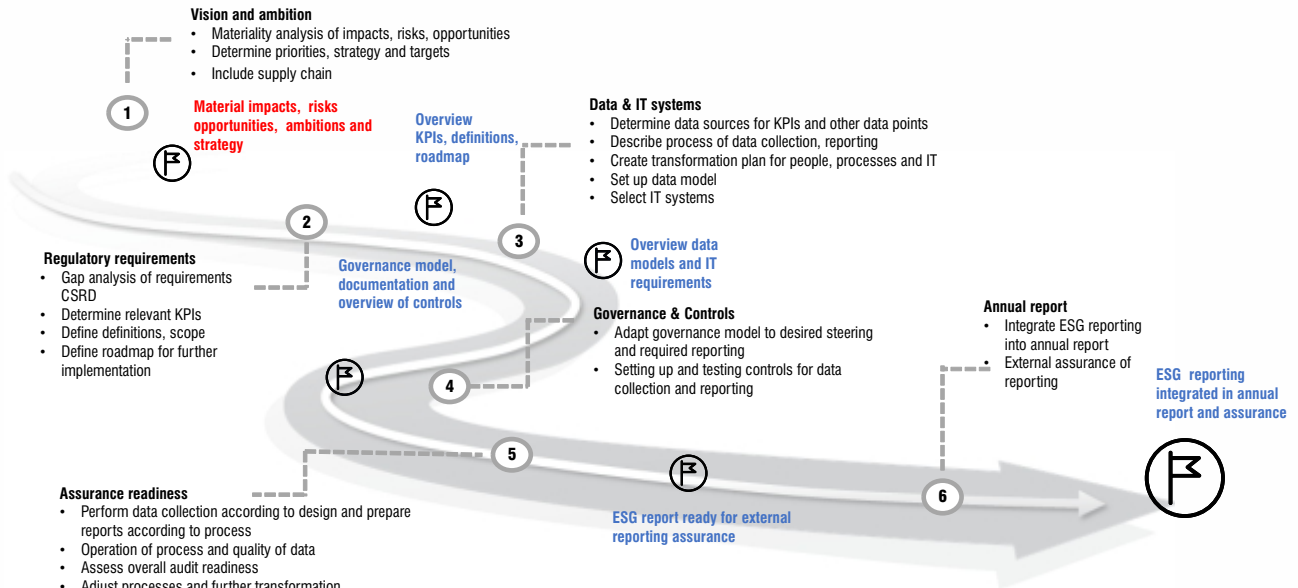 Vision and ambition
• Materiality analysis of impacts, risks, opportunities
• Determine priorities, strategy and targets
• Include supply chain
1
Material impacts, risks
opportunities, ambitions and
strategy
Overview
KPIs, definitions,
roadmap
Data & IT systems
• Determine data sources for KPIs and other data points
• Describe process of data collection, reporting
• Create transformation plan for people, processes and IT
• Set up data model
• Select IT systems
2
3
Regulatory requirements
• Gap analysis of requirements
CSRD
• Determine relevant KPIs
• Define definitions, scope
• Define roadmap for further
implementation
Governance model,
documentation and
overview of controls
Overview data
models and IT
requirements
Governance & Controls
• Adapt governance model to desired steering
and required reporting
• Setting up and testing controls for data
collection and reporting
4
Annual report
• Integrate ESG reporting
into annual report
• External assurance of
reporting
ESG reporting
integrated in annual
report and assurance
5
6
Assurance readiness
• Perform data collection according to design and prepare
reports according to process
• Operation of process and quality of data
• Assess overall audit readiness
• Adjust processes and further transformation
ESG report ready for external
reporting assurance